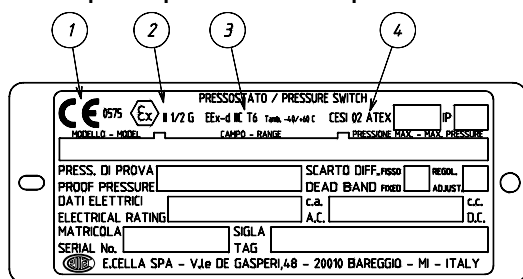 1 2 3 4
PRESSOSTATO / PRESSURE SWITCH
CE 0575 Ex II 1/2 G EEx-d IIC T6 Tamb. -40/+60 C CESI 02 ATEX IP
MODELLO - MODEL CAMPO - RANGE PRESSIONE MAX. - MAX. PRESSURE
PRESS. DI PROVA SCARTO DIFF. FISSO REGOL.
PROOF PRESSURE DEAD BAND FIXED ADJUST.
DATI ELETTRICI c.a. c.c.
ELECTRICAL RATING A.C. D.C.
MATRICOLA SIGLA
SERIAL No. TAG
E.CELLA SPA - V.le DE GASPERI,48 - 20010 BAREGGIO - MI - ITALY